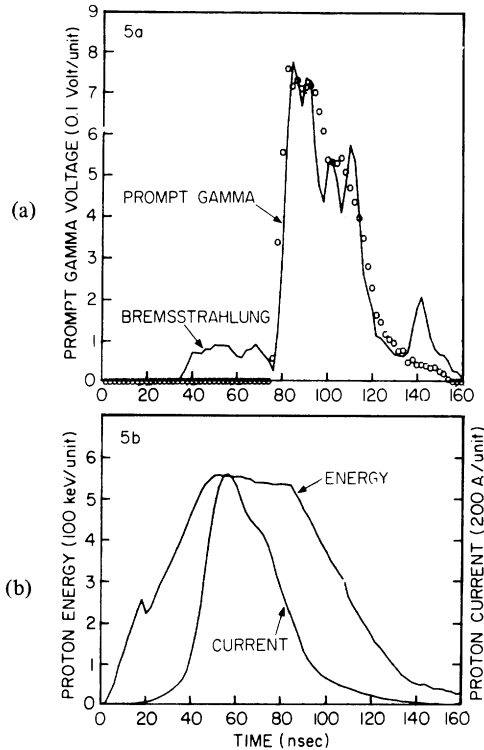 5a
PROMPT GAMMA VOLTAGE (0.1 Volt/unit)
9
8
7
6
5
4
3
2
1
0
(a)
PROMPT GAMMA
BREMSSTRAHLUNG
0 20 40 60 80 100 120 140 160
5b
PROTON ENERGY (100 keV/unit)
6
5
4
3
2
1
0
(b)
ENERGY
CURRENT
PROTON CURRENT (200 A/unit)
0 20 40 60 80 100 120 140 160
TIME (nsec)